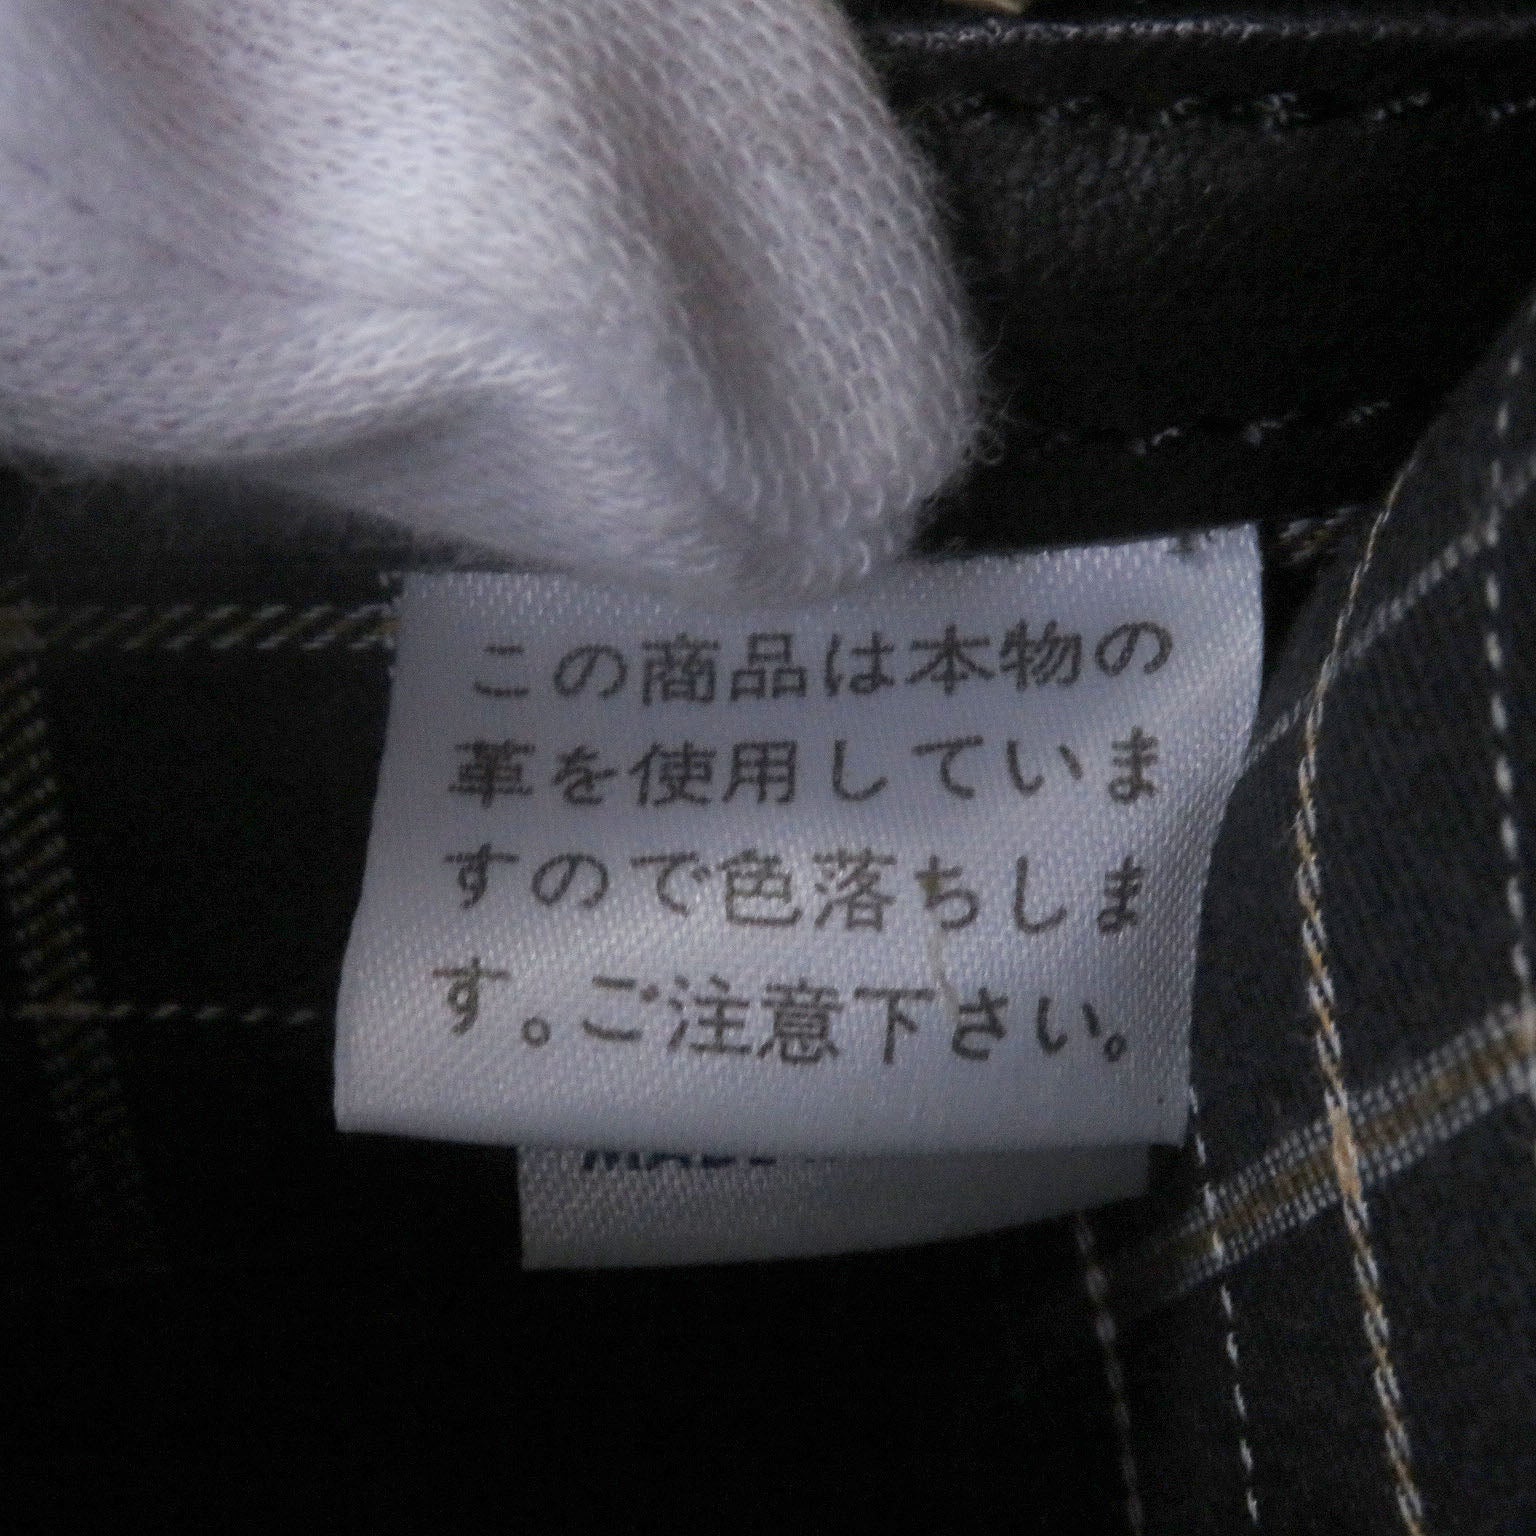 この商品は本物の
革を使用していま
すので色落ちしま
す。ご注意下さい。
MADE